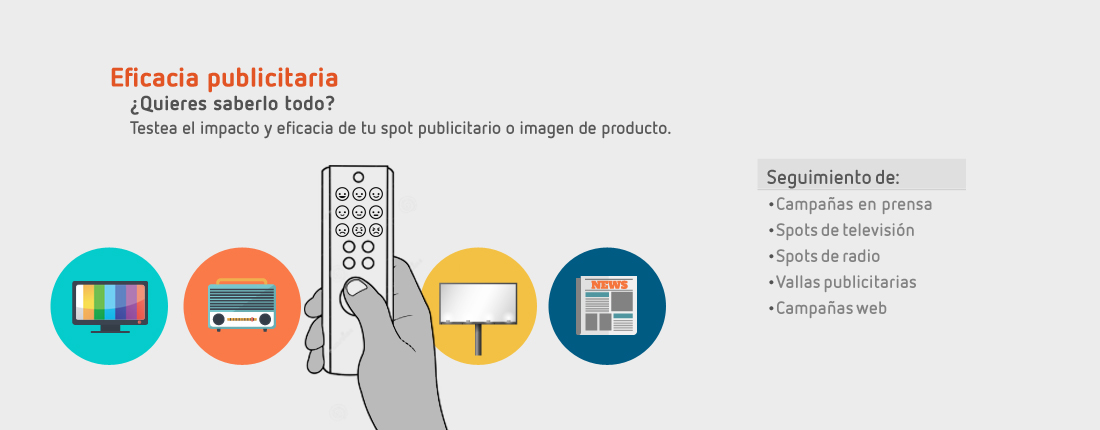 Eficacia publicitaria
¿Quieres saberlo todo?
Testea el impacto y eficacia de tu spot publicitario o imagen de producto.
Seguimiento de:
•Campañas en prensa
•Spots de televisión
•Spots de radio
•Vallas publicitarias
•Campañas web
NEWS